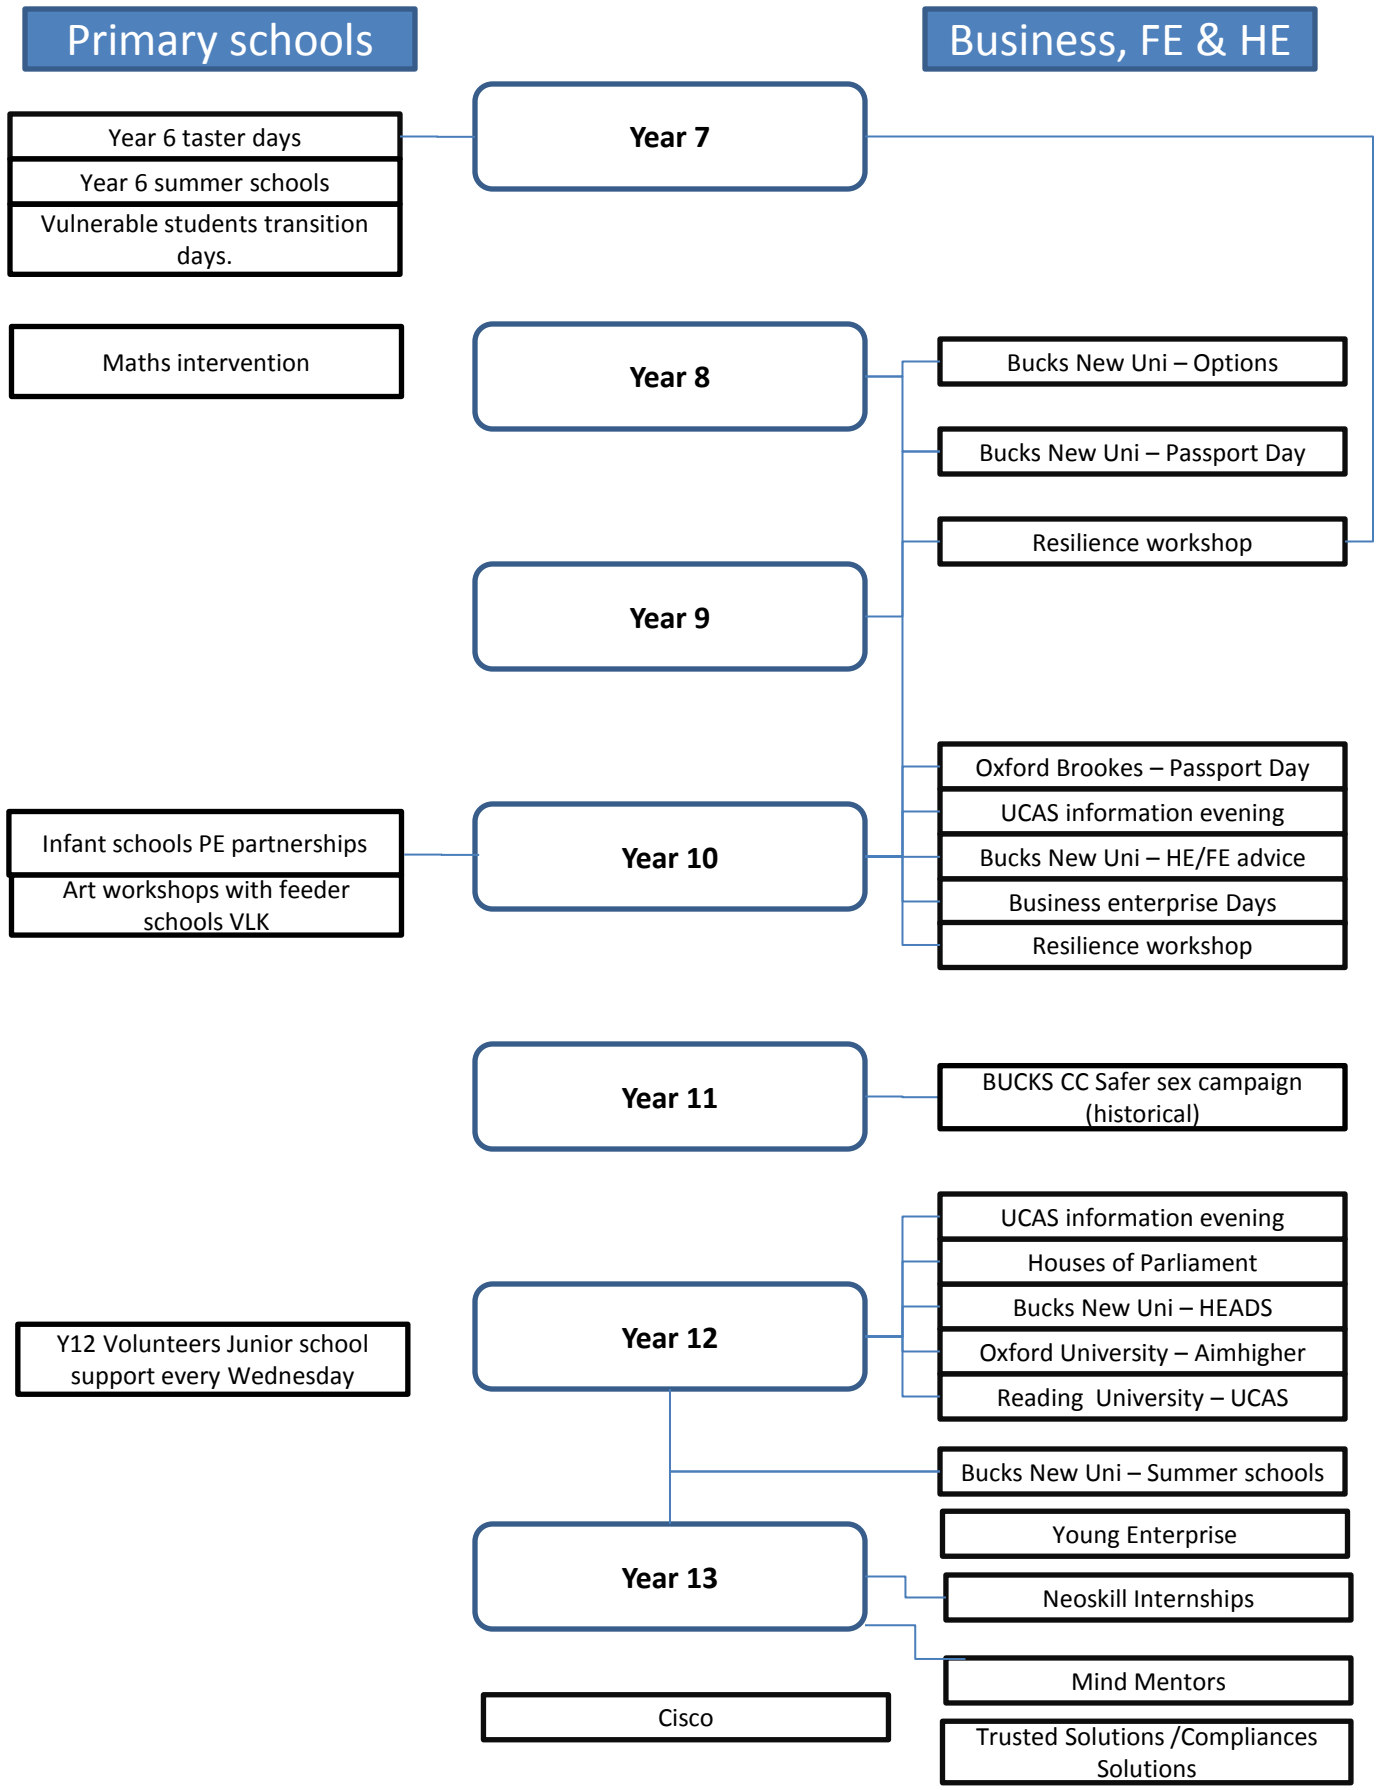 Primary schools
Business, FE & HE
Year 7
Year 6 taster days
Year 6 summer schools
Vulnerable students transition
days.
Maths intervention
Year 8
Bucks New Uni – Options
Bucks New Uni – Passport Day
Resilience workshop
Year 9
Oxford Brookes – Passport Day
UCAS information evening
Infant schools PE partnerships
Year 10
Bucks New Uni – HE/FE advice
Art workshops with feeder
schools VLK
Business enterprise Days
Resilience workshop
Year 11
BUCKS CC Safer sex campaign
(historical)
UCAS information evening
Houses of Parliament
Bucks New Uni – HEADS
Y12 Volunteers Junior school
support every Wednesday
Year 12
Oxford University – Aimhigher
Reading  University – UCAS
Bucks New Uni – Summer schools
Young Enterprise
Year 13
Neoskill Internships
Mind Mentors
Cisco
Trusted Solutions /Compliances
Solutions